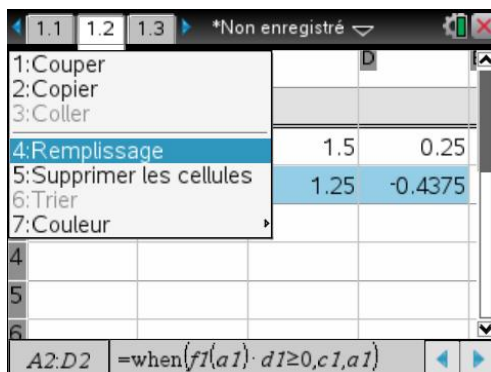 1.1 1.2 1.3 *Non enregistré
1:Couper
2:Copier
3:Coller
4:Remplissage
5:Supprimer les cellules
6:Trier
7:Couleur
D
1.5 0.25
1.25 -0.4375
4
5
6
A2:D2 =when(f1(a1)·d1≥0,c1,a1)